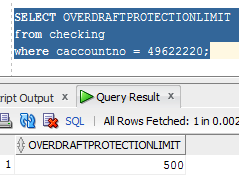 SELECT OVERDRAFTPROTECTIONLIMIT
from checking
where caccountno = 49622220;
ript Output x Query Result x
SQL | All Rows Fetched: 1 in 0.002
OVERDRAFTPROTECTIONLIMIT
1 500